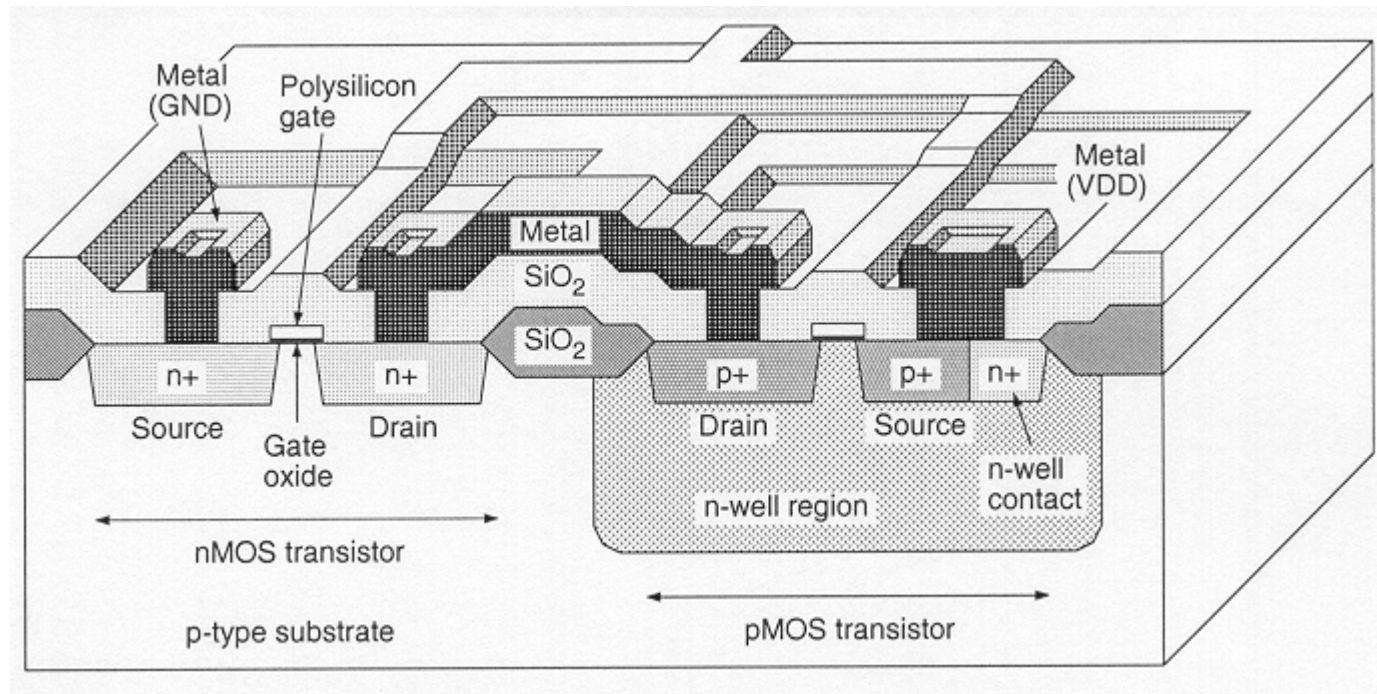 Metal
(GND)
Polysilicon
gate
Metal
(VDD)
Metal
SiO2
SiO2
n+
n+
p+
p+
n+
Source
Gate
oxide
Drain
Drain
Source
n-well
contact
n-well region
nMOS transistor
pMOS transistor
p-type substrate